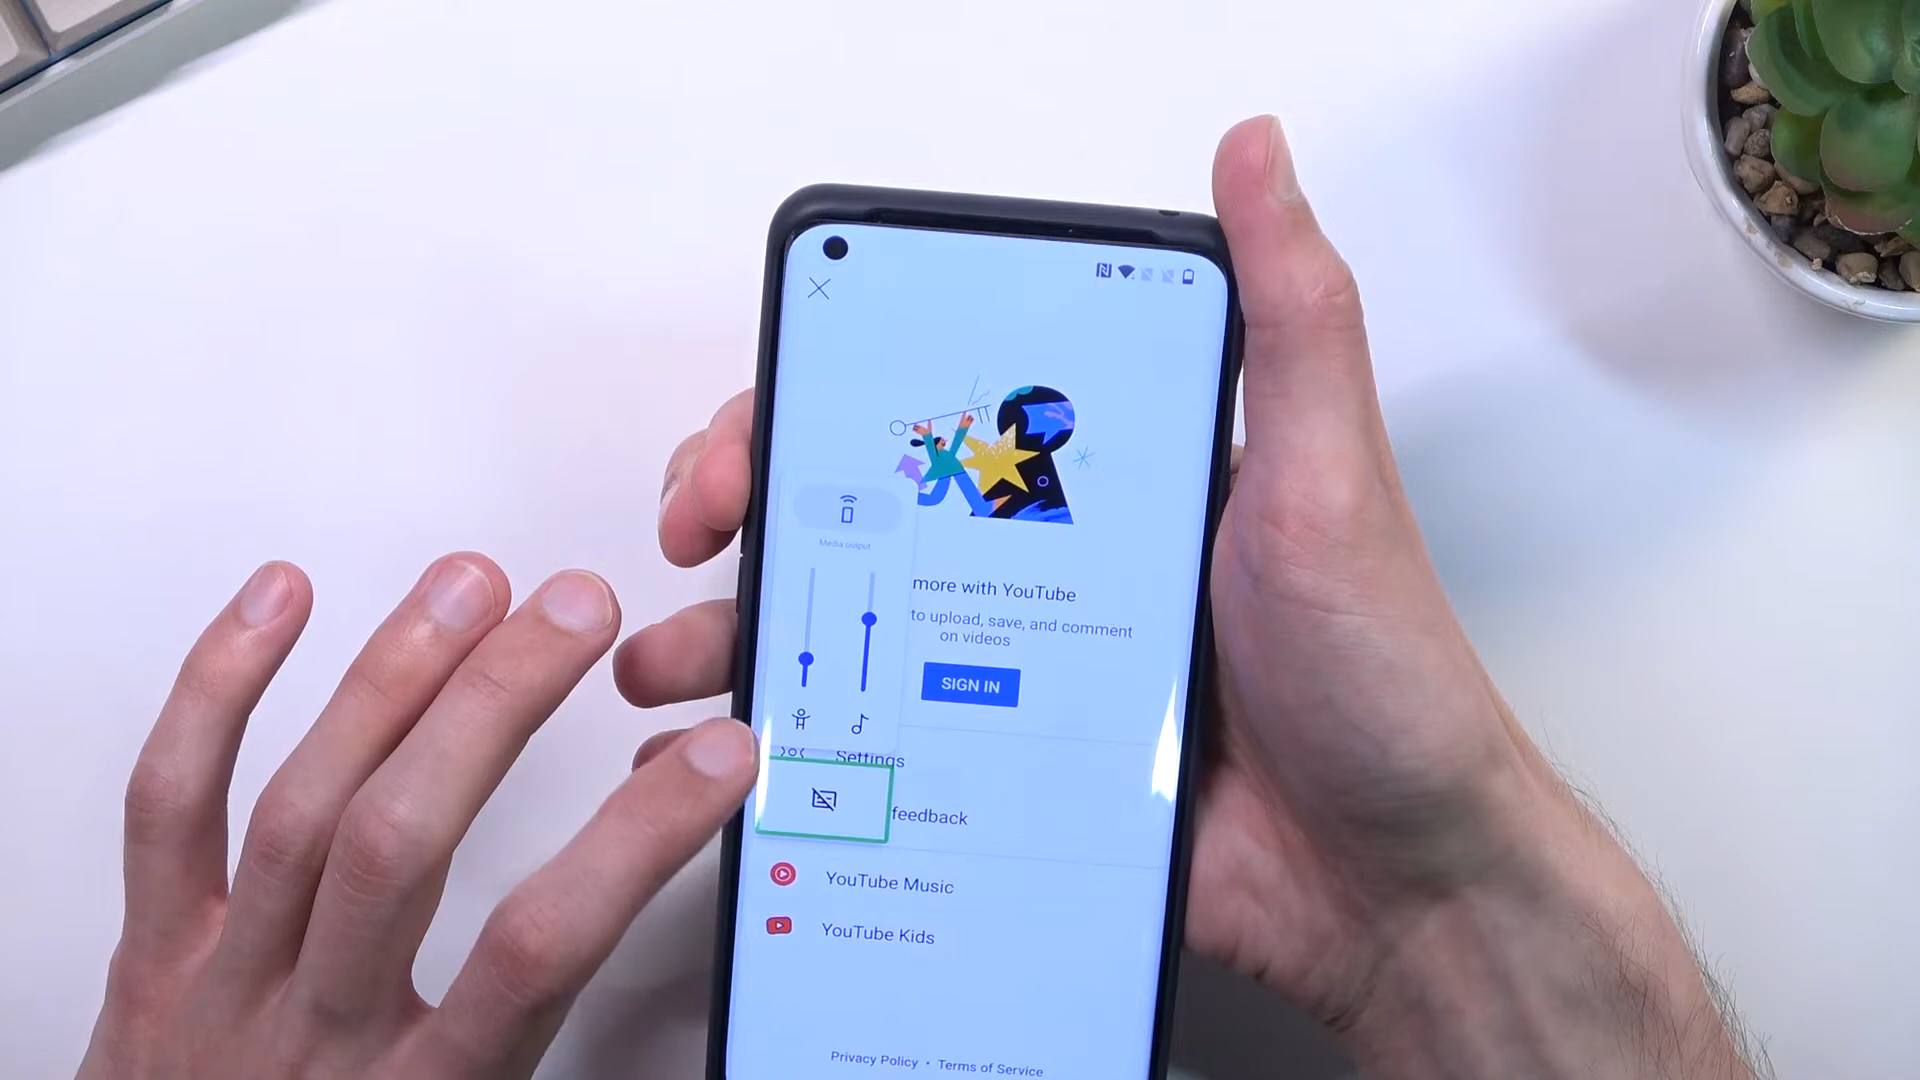 Media output
more with YouTube
to upload, save, and comment
on videos
SIGN IN
Settings
feedback
YouTube Music
YouTube Kids
Privacy Policy • Terms of Service